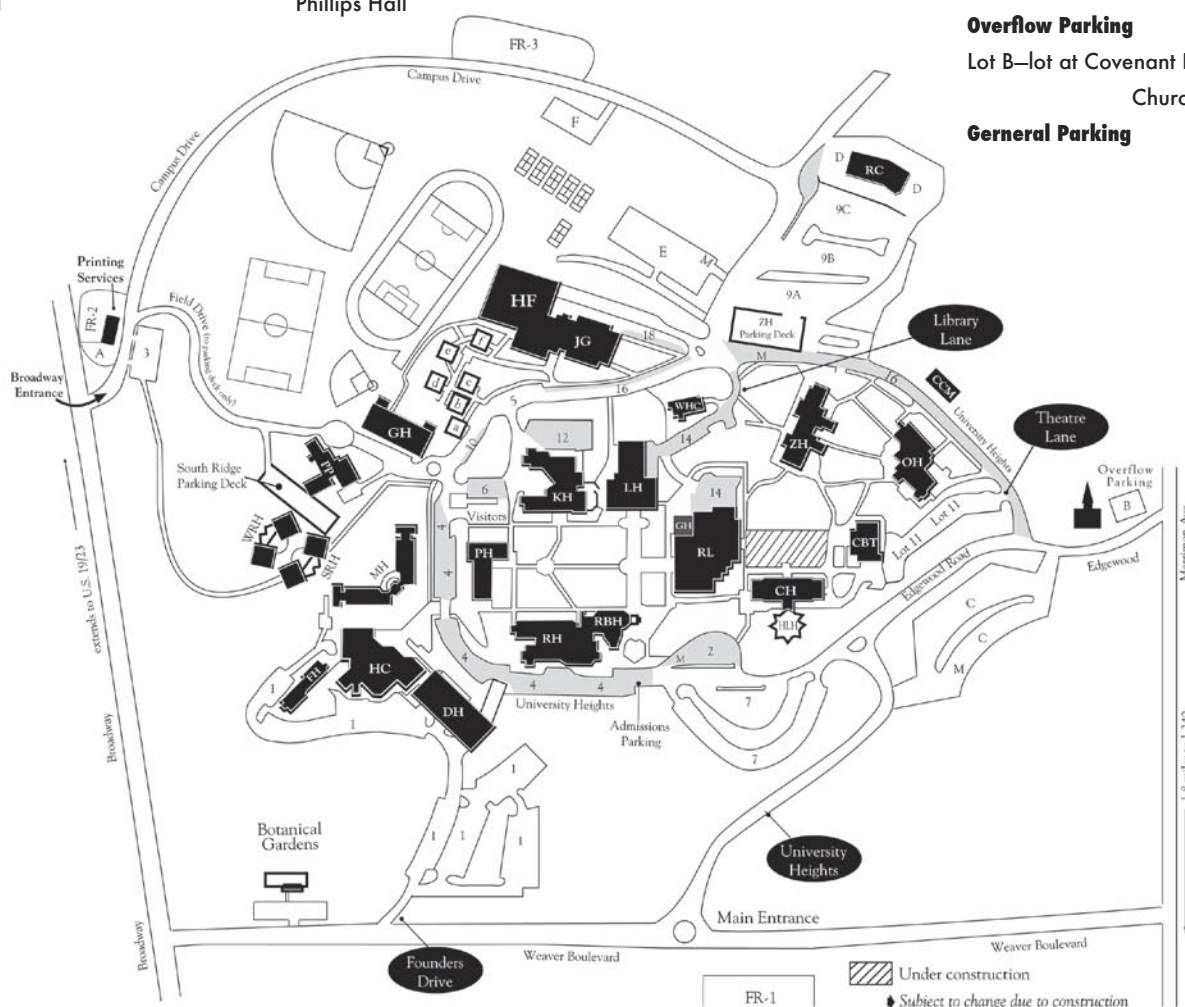 Phillips Hall
Overflow Parking
Lot B—lot at Covenant
Gerneral Parking
FR-3
Campus Drive
F
Campus Drive
D
RC
D
9C
E
M
9B
9A
Printing
Services
FR-2
A
3
Field Drive (to parking deck only)
HF
JG
18
ZH
Parking Deck
Library
Lane
M
16
16
CCM
University Heights
Theatre
Lane
Broadway
Entrance
e
f
d
c
b
a
5
WHC
GH
10
12
14
ZH
OH
Overflow
Parking
B
South Ridge
Parking Deck
PP
KH
LH
6
Visitors
14
GH
RL
Lot 11
Lot 11
CBT
Edgewood
WRH
SRH
MH
4
4
PH
Edgewood Road
CH
HLH
extends to U.S. 19/23
RH
RBH
C
C
M
HC
FH
4
4
4
M
2
1
DH
University Heights
7
7
1
Admissions
Parking
Broadway
1
1
1
1
Botanical
Gardens
University
Heights
Main Entrance
Broadway
Weaver Boulevard
Weaver Boulevard
Founders
Drive
FR-1
Under construction
Subject to change due to construction